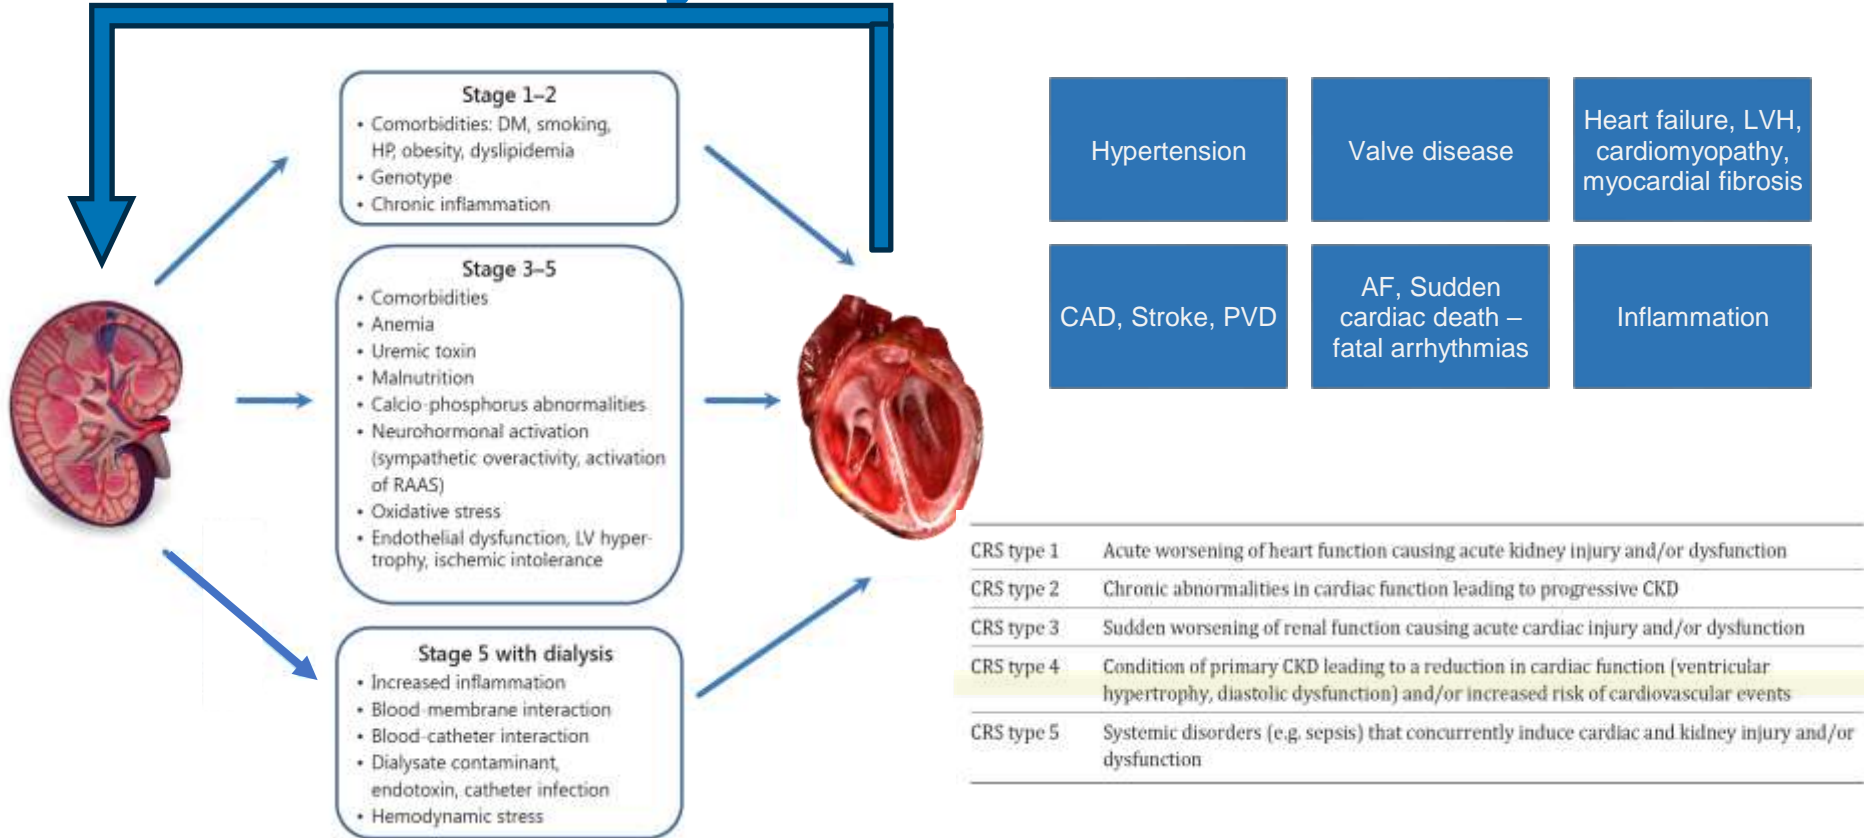 Stage 1–2
• Comorbidities: DM, smoking,
HP, obesity, dyslipidemia
• Genotype
• Chronic inflammation
Stage 3–5
• Comorbidities
• Anemia
• Uremic toxin
• Malnutrition
• Calcio-phosphorus abnormalities
• Neurohormonal activation
(sympathetic overactivity, activation
of RAAS)
• Oxidative stress
• Endothelial dysfunction, LV hyper-
trophy, ischemic intolerance
Stage 5 with dialysis
• Increased inflammation
• Blood-membrane interaction
• Blood-catheter interaction
• Dialysate contaminant,
endotoxin, catheter infection
• Hemodynamic stress
Hypertension
Valve disease
Heart failure, LVH,
cardiomyopathy,
myocardial fibrosis
CAD, Stroke, PVD
AF, Sudden
cardiac death –
fatal arrhythmias
Inflammation
CRS type 1 Acute worsening of heart function causing acute kidney injury and/or dysfunction
CRS type 2 Chronic abnormalities in cardiac function leading to progressive CKD
CRS type 3 Sudden worsening of renal function causing acute cardiac injury and/or dysfunction
CRS type 4 Condition of primary CKD leading to a reduction in cardiac function (ventricular
hypertrophy, diastolic dysfunction) and/or increased risk of cardiovascular events
CRS type 5 Systemic disorders (e.g. sepsis) that concurrently induce cardiac and kidney injury and/or
dysfunction